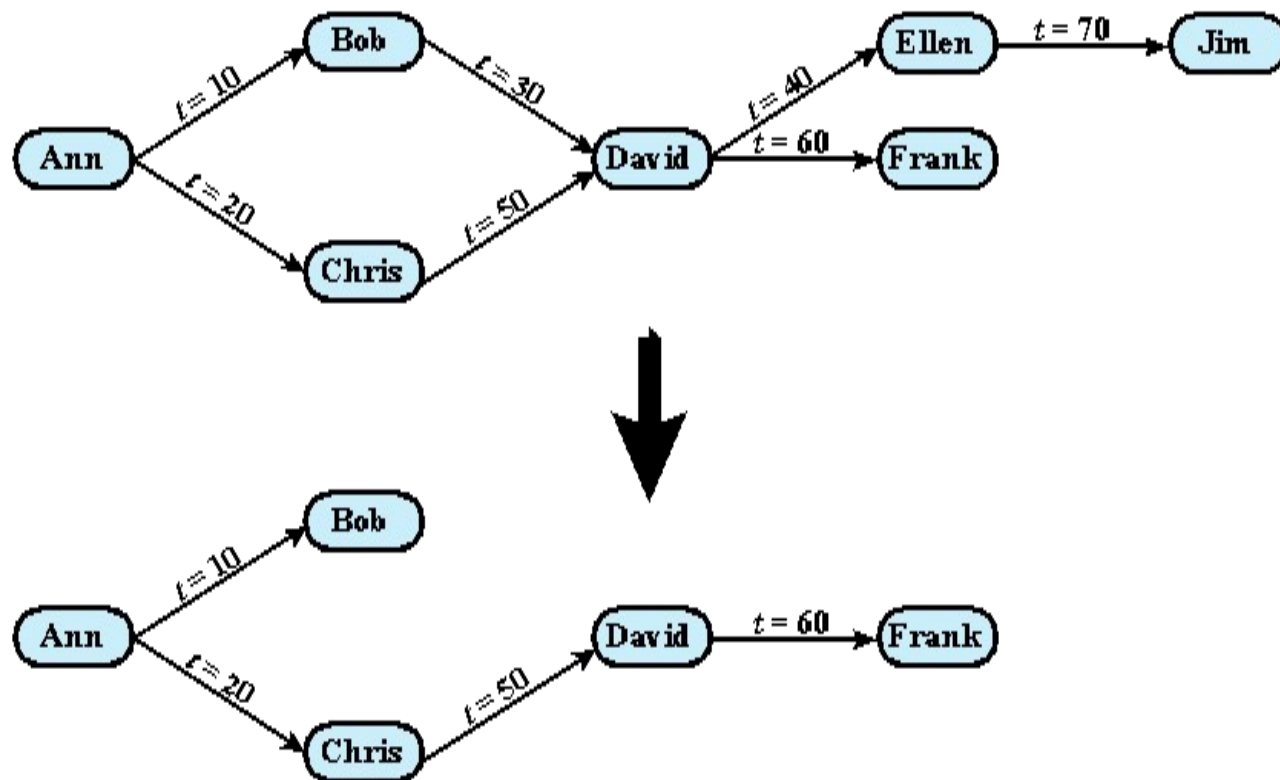 Bob
Ellen
t = 70
Jim
t = 10
t = 30
t = 40
Ann
David
t = 60
Frank
t = 20
t = 50
Chris
Bob
t = 10
Ann
David
t = 60
Frank
t = 20
t = 50
Chris